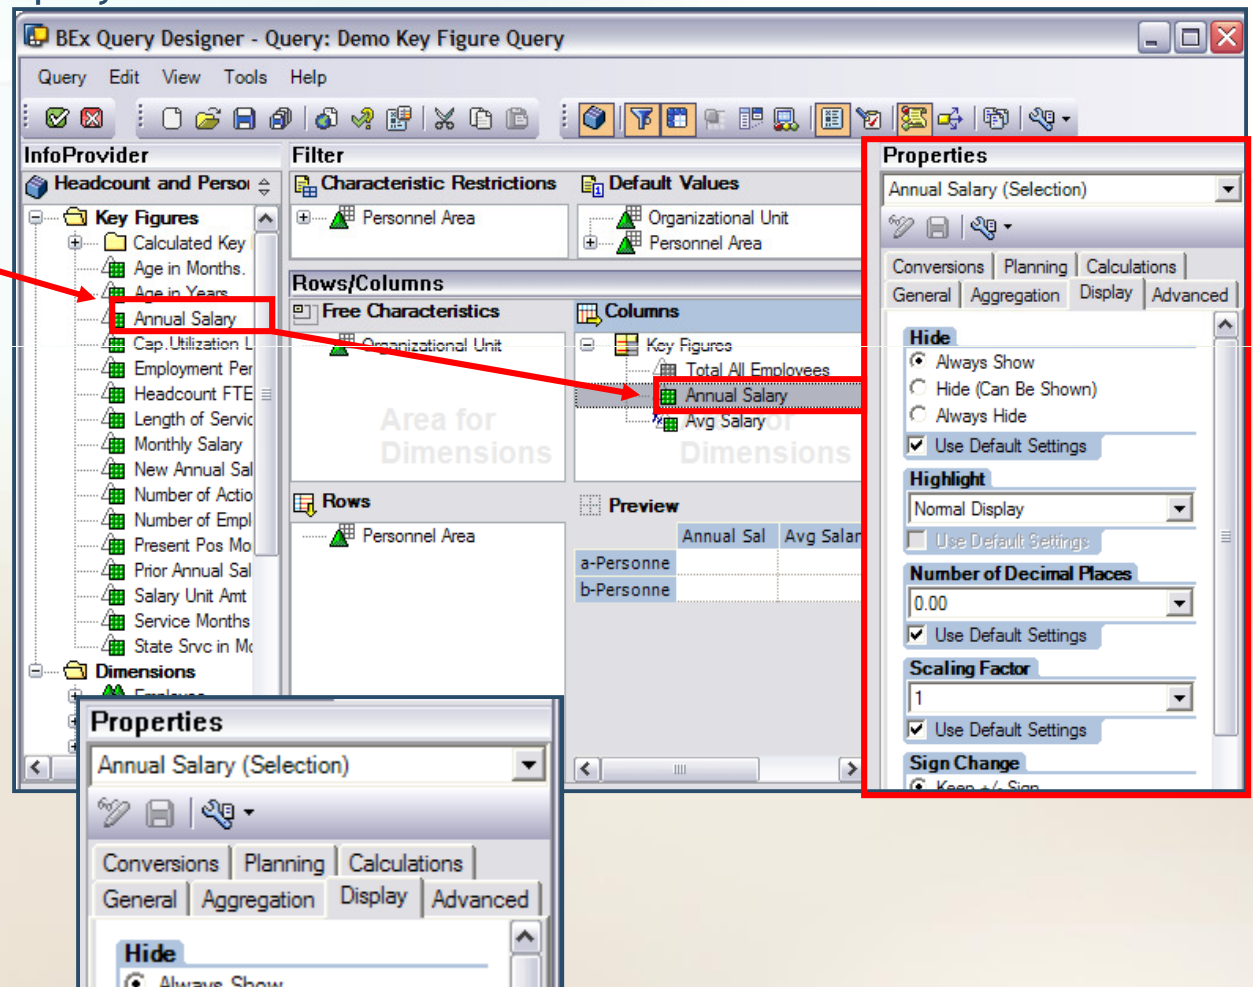 BEx Query Designer - Query: Demo Key Figure Query
Query Edit View Tools Help
InfoProvider
Headcount and Perso
Key Figures
Calculated Key
Age in Months.
Age in Years
Annual Salary
Cap.Utilization L
Employment Per
Headcount FTE
Length of Servic
Monthly Salary
New Annual Sal
Number of Actio
Number of Empl
Present Pos Mo
Prior Annual Sal
Salary Unit Amt
Service Months
State Srvc in Mo
Dimensions
Employee
Filter
Characteristic Restrictions
Personnel Area
Default Values
Organizational Unit
Personnel Area
Rows/Columns
Free Characteristics
Organizational Unit
Area for
Dimensions
Columns
Key Figures
Total All Employees
Annual Salary
Avg Salary
Dimensions
Rows
Personnel Area
Preview
Annual Sal Avg Salar
a-Personne
b-Personne
Properties
Annual Salary (Selection)
Conversions Planning Calculations
General Aggregation Display Advanced
Hide
Always Show
Hide (Can Be Shown)
Always Hide
Use Default Settings
Highlight
Normal Display
Use Default Settings
Number of Decimal Places
0.00
Use Default Settings
Scaling Factor
1
Use Default Settings
Sign Change
Keep +/- Sign
Properties
Annual Salary (Selection)
Conversions Planning Calculations
General Aggregation Display Advanced
Hide
Always Show